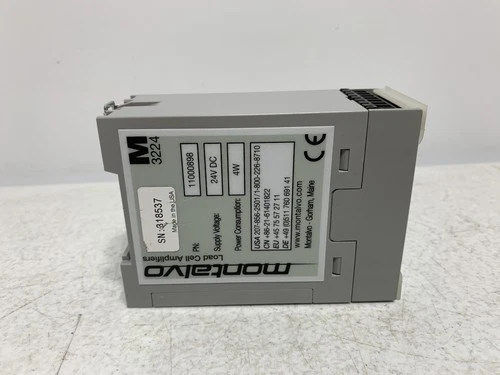 montalvo
Load Cell Amplifiers
M
3224
P/N: 11000898
Supply Voltage: 24V DC
Power Consumption: 4W
USA 207-856-2501/1-800-226-8710
CN +86-21-61401822
EU +45 75 57 27 11
DE +49 (0)511 760 691 41
www.montalvo.com
Montalvo - Gorham, Maine
CE
SN: 318537
Made in the USA